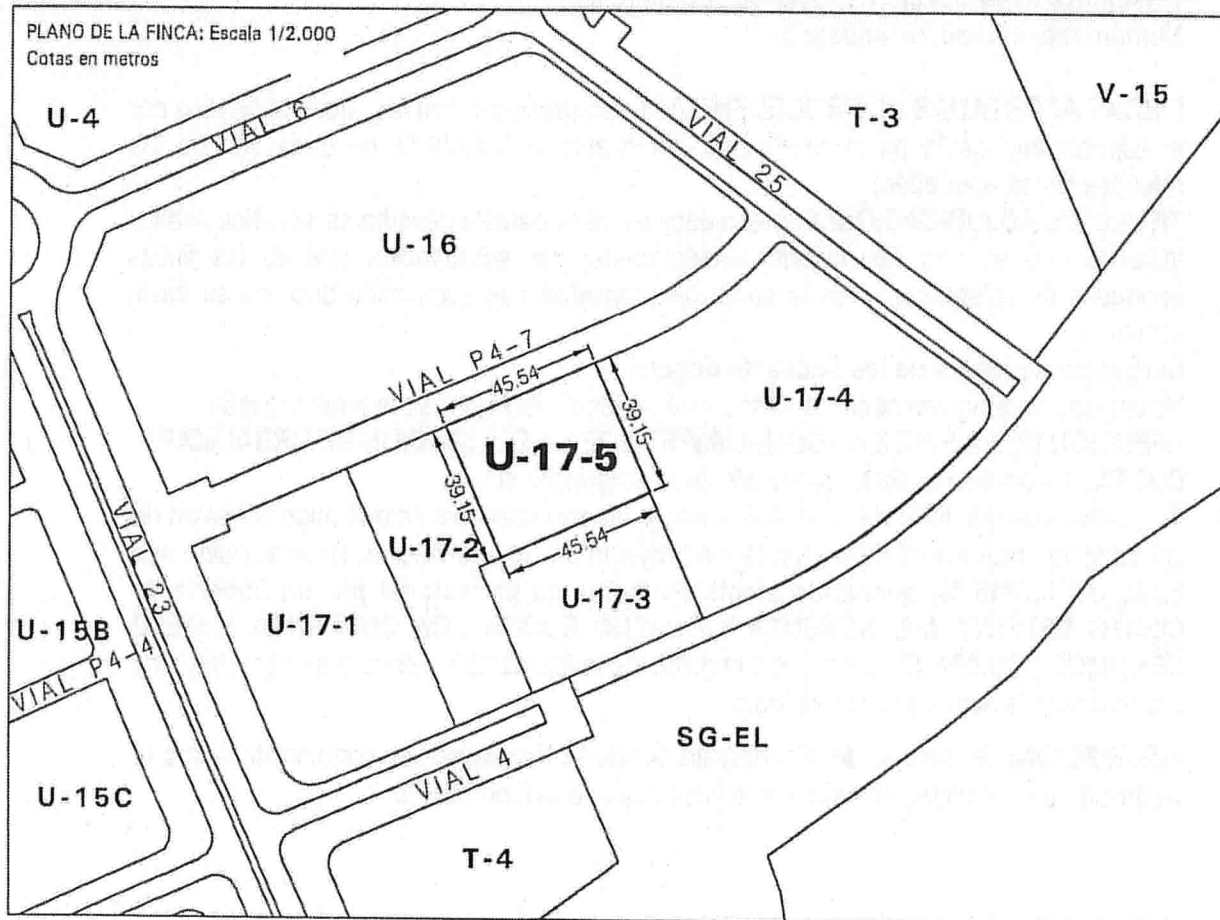 PLANO DE LA FINCA: Escala 1/2.000
Cotas en metros
U-4
VIAL 6
VIAL 25
T-3
V-15
U-16
VIAL P4-7
45.54
39.15
U-17-4
U-17-5
39.15
45.54
U-17-2
U-17-3
VIAL 23
U-17-1
U-15B
VIAL P4-4
SG-EL
VIAL 4
U-15C
T-4